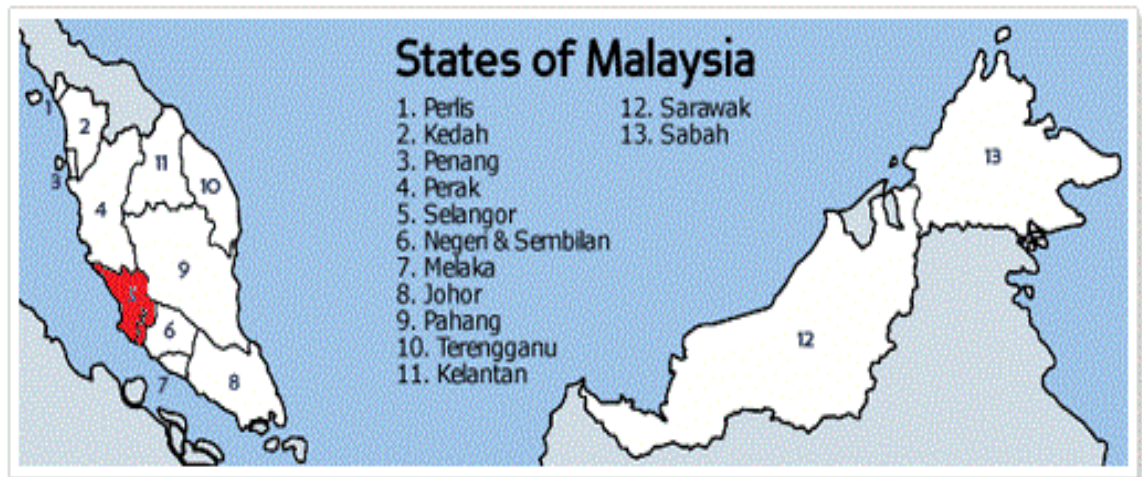 States of Malaysia
1. Perlis
2. Kedah
3. Penang
4. Perak
5. Selangor
6. Negeri & Sembilan
7. Melaka
8. Johor
9. Pahang
10. Terengganu
11. Kelantan
12. Sarawak
13. Sabah
1
2
3
4
11
10
9
5
6
7
8
12
13